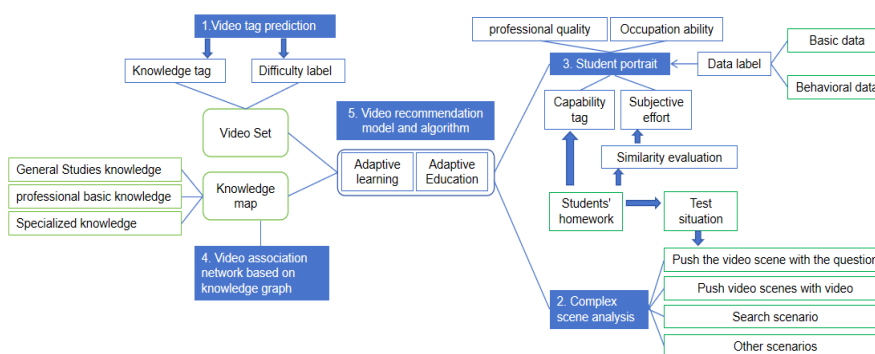 1.Video tag prediction
professional quality
Occupation ability
Basic data
Knowledge tag
Difficulty label
3. Student portrait
Data label
Behavioral data
Video Set
5. Video recommendation
model and algorithm
Capability
tag
Subjective
effort
General Studies knowledge
professional basic knowledge
Specialized knowledge
Knowledge
map
Adaptive
learning
Adaptive
Education
Similarity evaluation
Students'
homework
Test
situation
4. Video association
network based on
knowledge graph
2. Complex
scene analysis
Push the video scene with the question
Push video scenes with video
Search scenario
Other scenarios